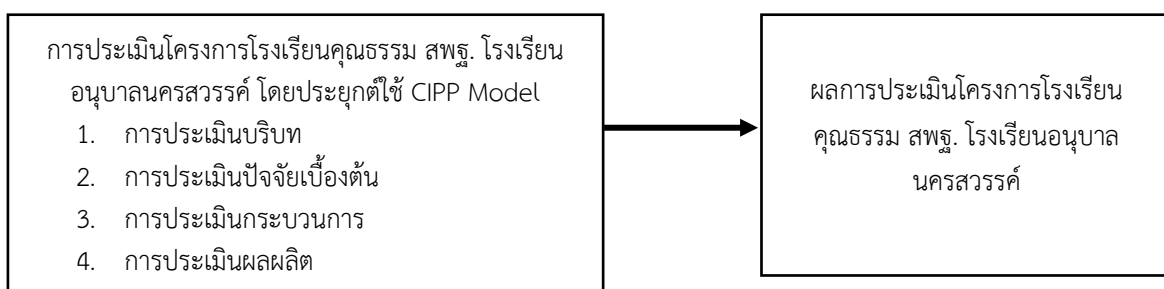 การประเมินโครงการโรงเรียนคุณธรรม สพฐ. โรงเรียน
อนุบาลนครสวรรค์ โดยประยุกต์ใช้ CIPP Model
1. การประเมินบริบท
2. การประเมินปัจจัยเบื้องต้น
3. การประเมินกระบวนการ
4. การประเมินผลผลิต
ผลการประเมินโครงการโรงเรียน
คุณธรรม สพฐ. โรงเรียนอนุบาล
นครสวรรค์